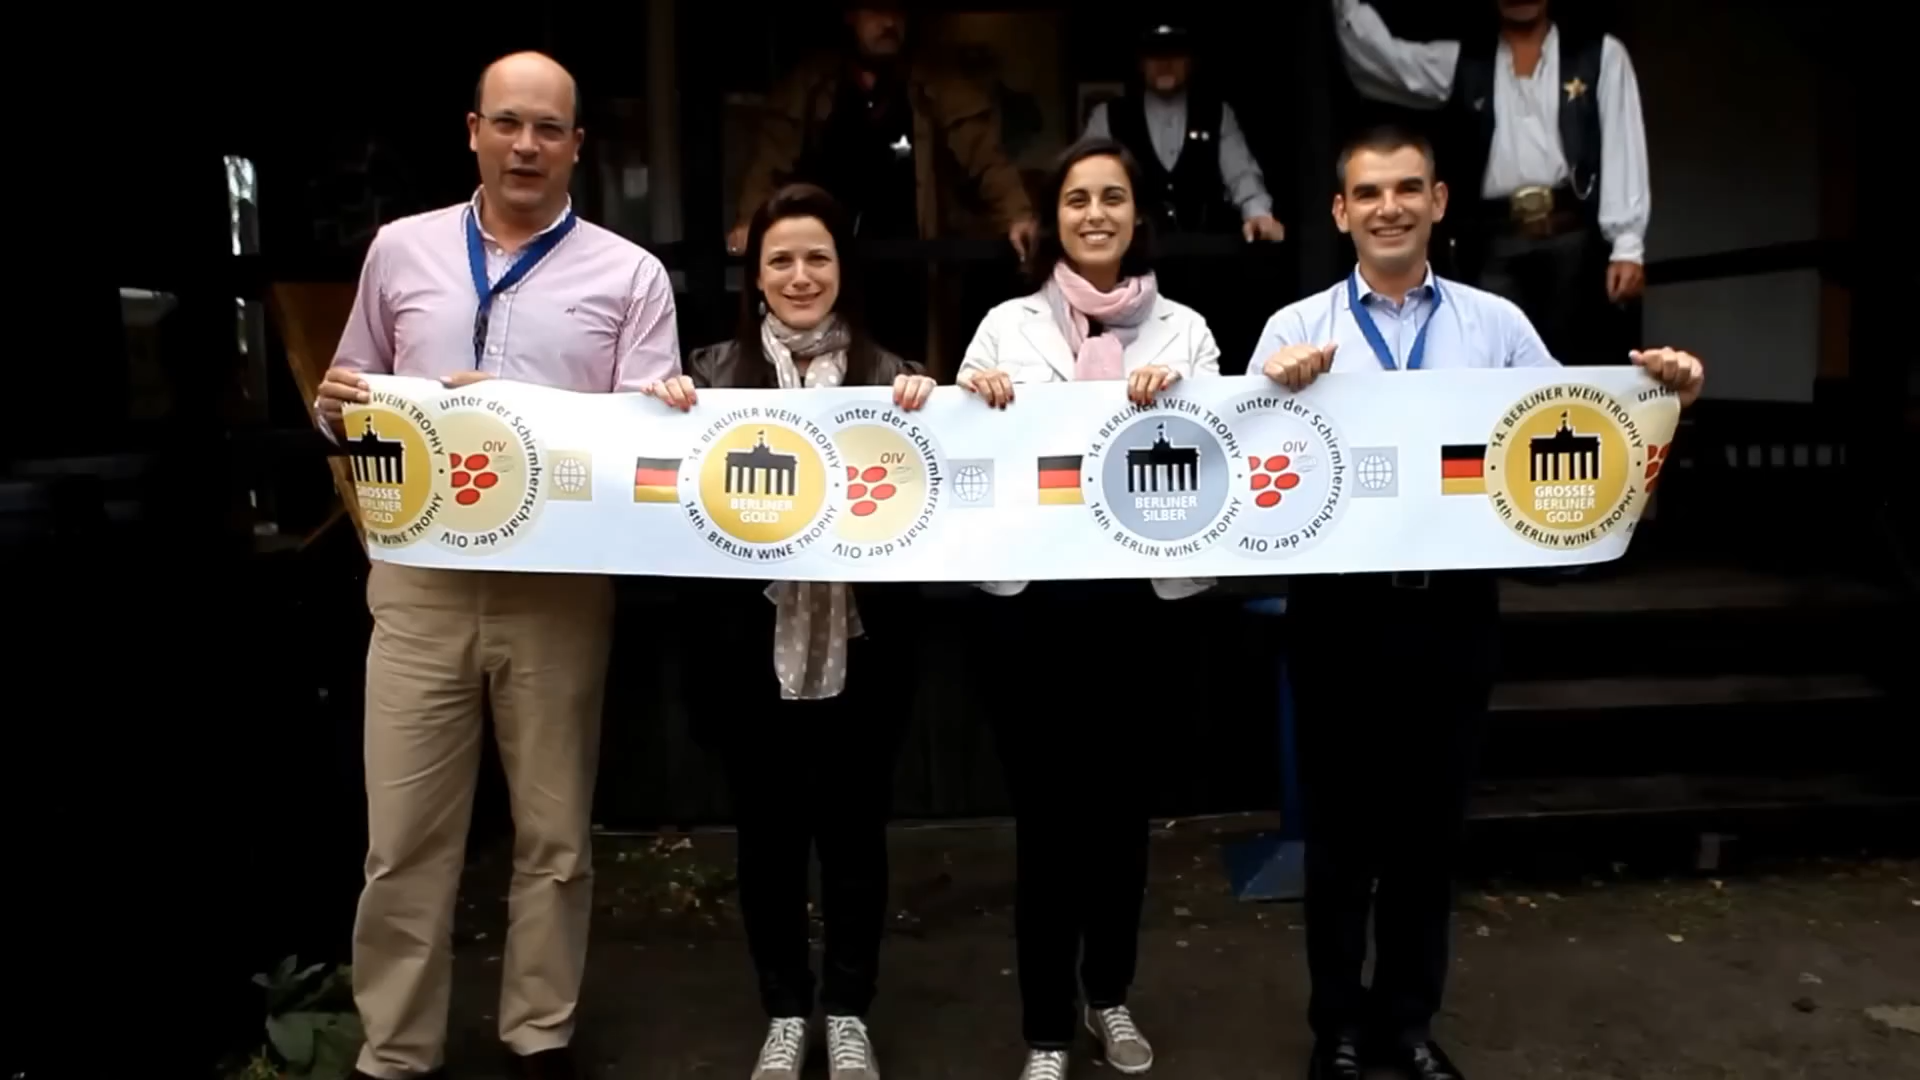 WEIN TROPHY
GROSSES
BERLINER
GOLD
BERLIN WINE TROPHY
unter der Schirmherrschaft der OIV
OIV
14. BERLINER WEIN TROPHY
BERLINER
GOLD
14th BERLIN WINE TROPHY
unter der Schirmherrschaft der OIV
OIV
14. BERLINER WEIN TROPHY
BERLINER
SILBER
14th BERLIN WINE TROPHY
unter der Schirmherrschaft der OIV
OIV
14. BERLINER WEIN TROPHY
GROSSES
BERLINER
GOLD
14th BERLIN WINE TROPHY
unte